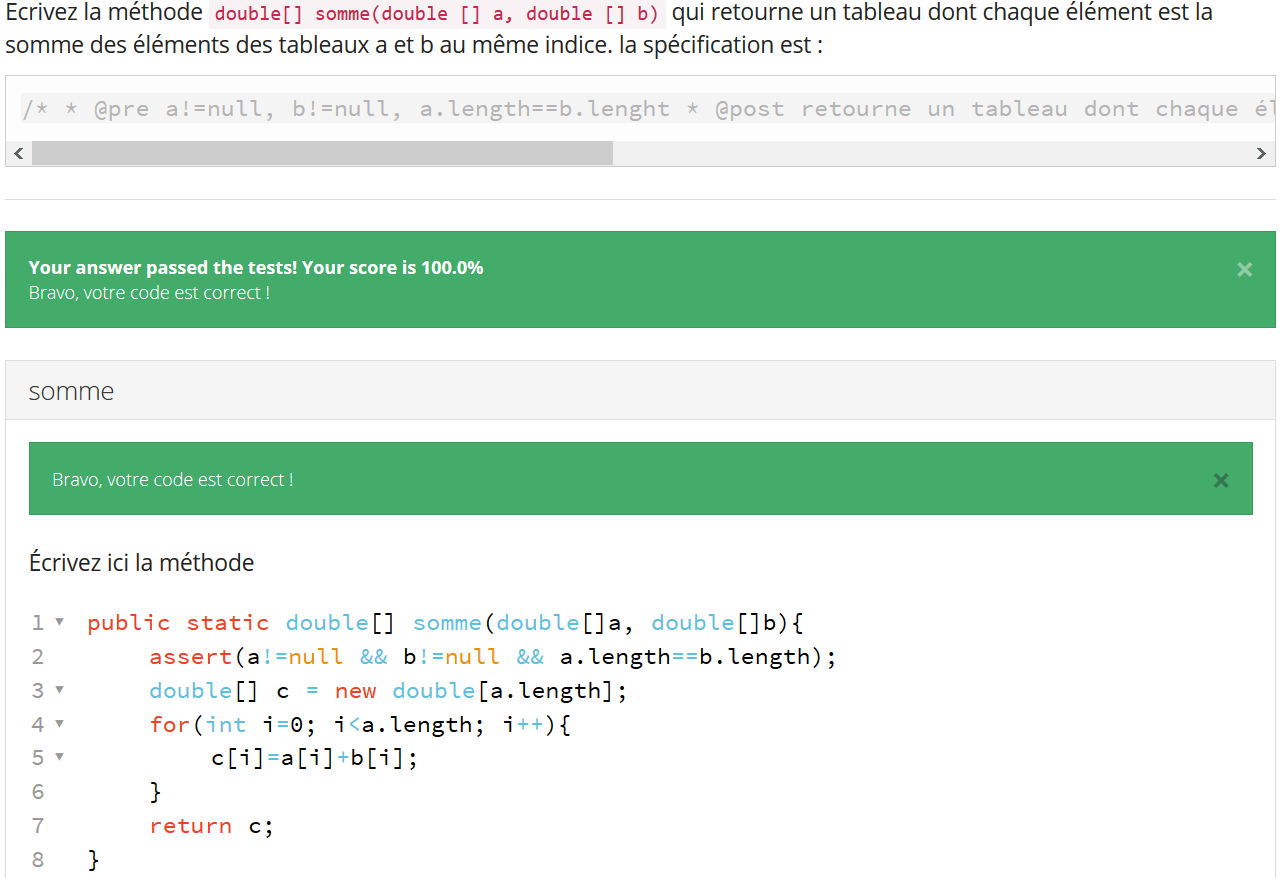 Ecrivez la méthode double[] somme(double [] a, double [] b) qui retourne un tableau dont chaque élément est la
somme des éléments des tableaux a et b au même indice. la spécification est :
/* * @pre a!=null, b!=null, a.length==b.lenght * @post retourne un tableau dont chaque él
Your answer passed the tests! Your score is 100.0%
Bravo, votre code est correct !
somme
Bravo, votre code est correct !
Écrivez ici la méthode
1 public static double[] somme(double[]a, double[]b){
2 assert(a!=null && b!=null && a.length==b.length);
3 double[] c = new double[a.length];
4 for(int i=0; i<a.length; i++){
5 c[i]=a[i]+b[i];
6 }
7 return c;
8 }